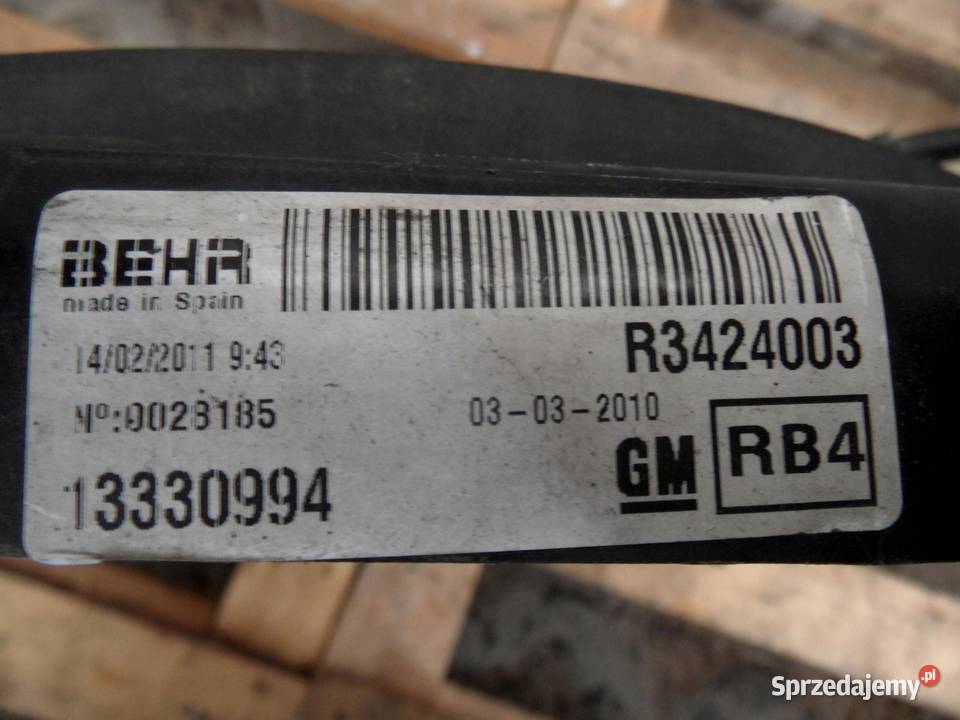 BEHR
made in Spain
14/02/2011 9:43
R3424003
Nº:0028185
03-03-2010
13330994
GM
RB4
Sprzedajemy.pl